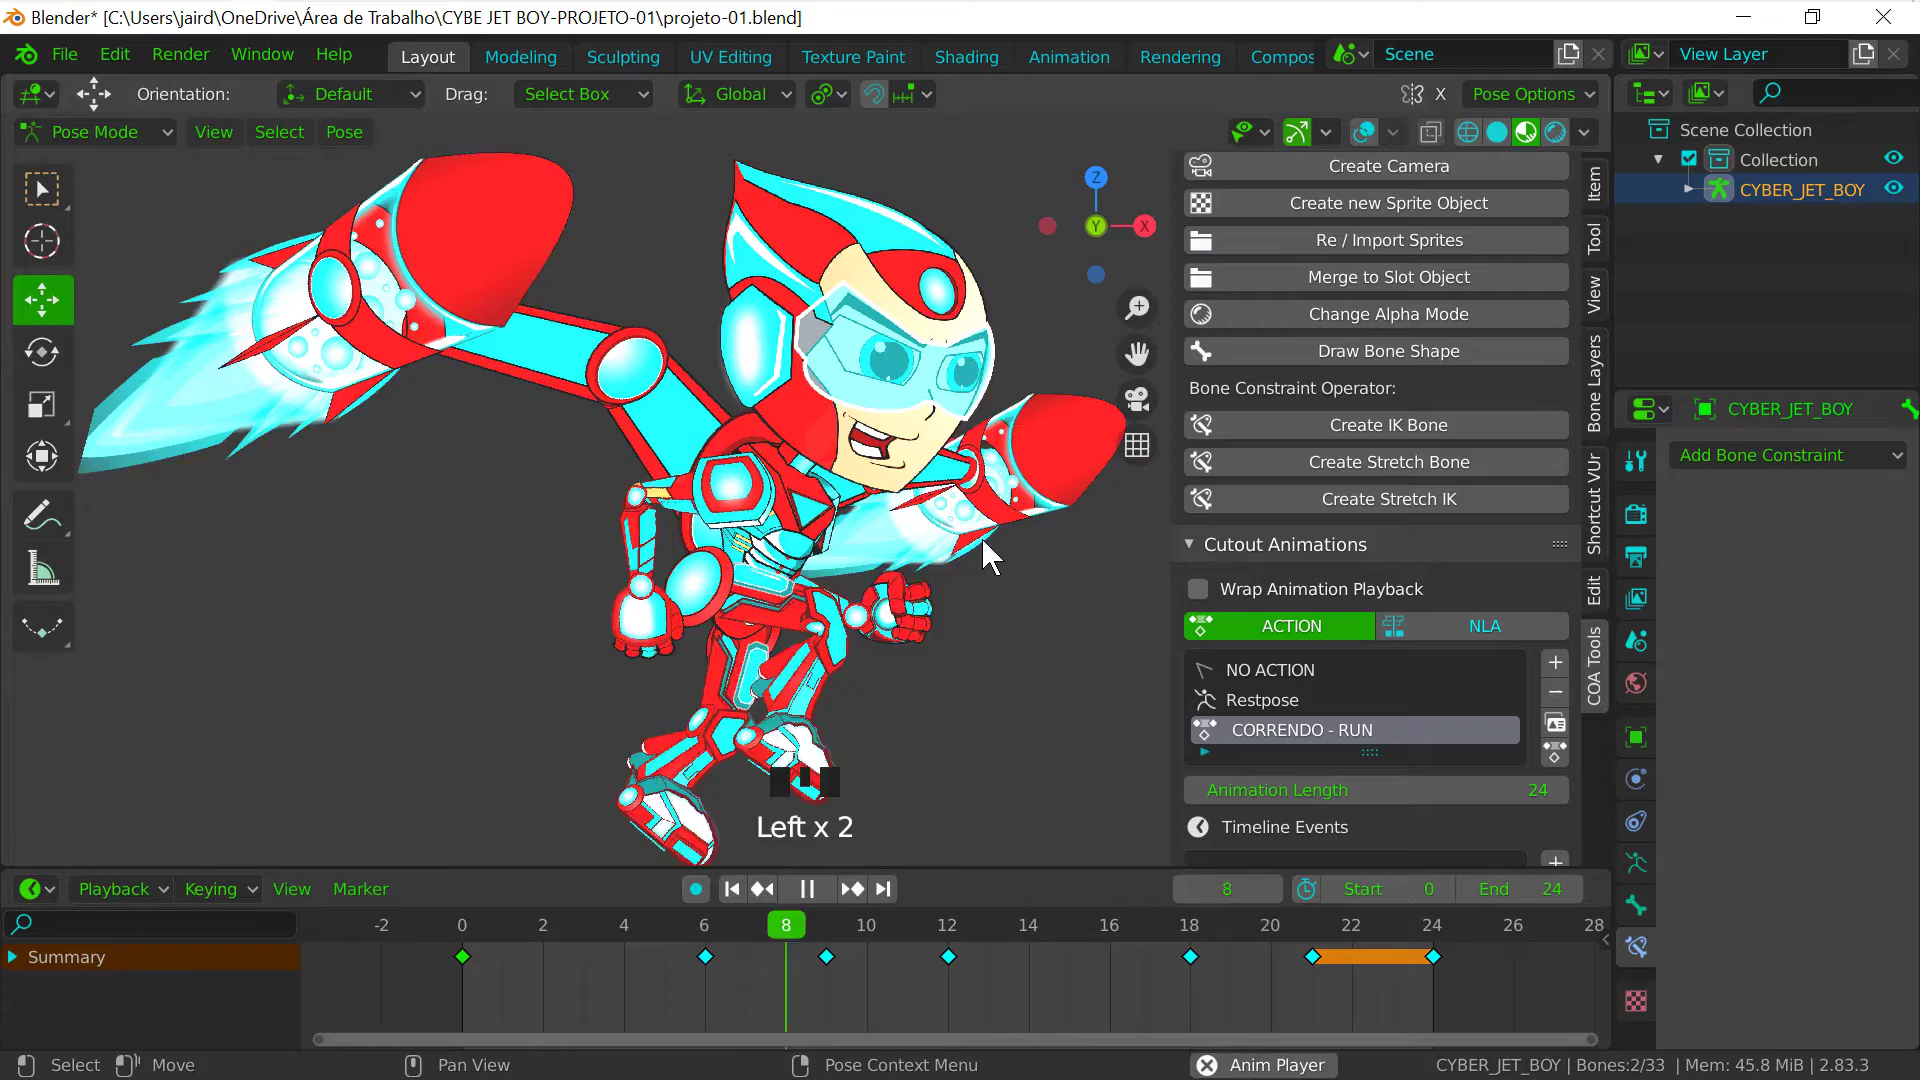 Blender* [C:\Users\jaird\OneDrive\Área de Trabalho\CYBE JET BOY-PROJETO-01\projeto-01.blend]
File Edit Render Window Help Layout Modeling Sculpting UV Editing Texture Paint Shading Animation Rendering Compos Scene View Layer
Orientation: Default Drag: Select Box Global X Pose Options
Pose Mode View Select Pose
Scene Collection
Collection
CYBER_JET_BOY
Z
Y
X
Create Camera
Create new Sprite Object
Re / Import Sprites
Merge to Slot Object
Change Alpha Mode
Draw Bone Shape
Bone Constraint Operator:
Create IK Bone
Create Stretch Bone
Create Stretch IK
Cutout Animations
Wrap Animation Playback
ACTION NLA
NO ACTION
Restpose
CORRENDO - RUN
Animation Length 24
Timeline Events
Item
Tool
View
Bone Layers
Shortcut VUr
Edit
COA Tools
CYBER_JET_BOY
Add Bone Constraint
Left x 2
Playback Keying View Marker 8 Start 0 End 24
-2 0 2 4 6 8 10 12 14 16 18 20 22 24 26 28
Summary
Select Move Pan View Pose Context Menu Anim Player CYBER_JET_BOY | Bones:2/33 | Mem: 45.8 MiB | 2.83.3